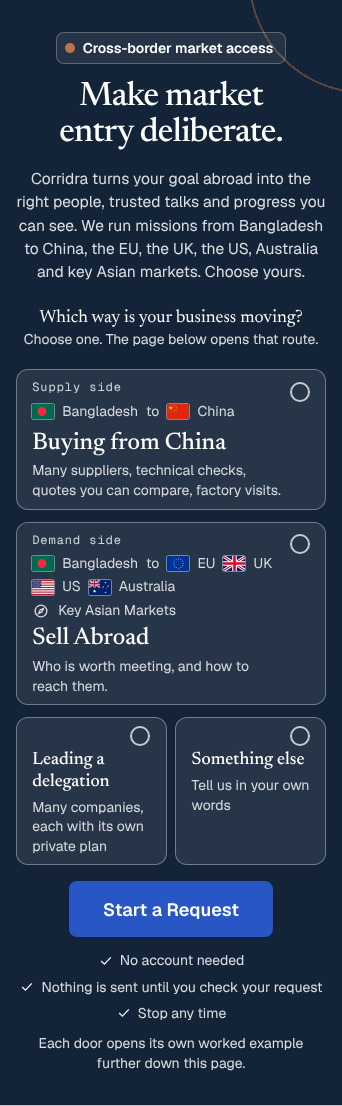 Cross-border market access
Make market
entry deliberate.
Corridra turns your goal abroad into the
right people, trusted talks and progress you
can see. We run missions from Bangladesh
to China, the EU, the UK, the US, Australia
and key Asian markets. Choose yours.
Which way is your business moving?
Choose one. The page below opens that route.
Supply side
Bangladesh to China
Buying from China
Many suppliers, technical checks,
quotes you can compare, factory visits.
Demand side
Bangladesh to EU UK
US Australia
Key Asian Markets
Sell Abroad
Who is worth meeting, and how to
reach them.
Leading a
delegation
Many companies,
each with its own
private plan
Something else
Tell us in your own
words
Start a Request
No account needed
Nothing is sent until you check your request
Stop any time
Each door opens its own worked example
further down this page.